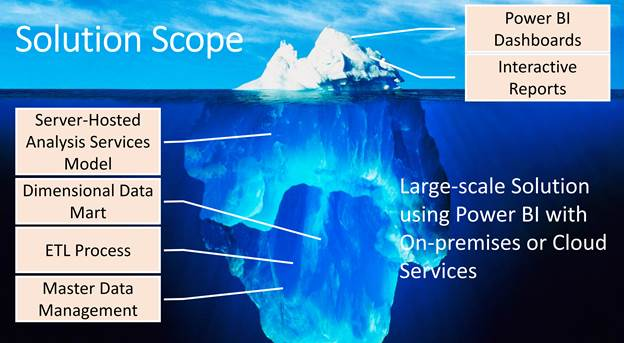 Solution Scope
Power BI
Dashboards
Interactive
Reports
Server-Hosted
Analysis Services
Model
Dimensional Data
Mart
ETL Process
Master Data
Management
Large-scale Solution
using Power BI with
On-premises or Cloud
Services